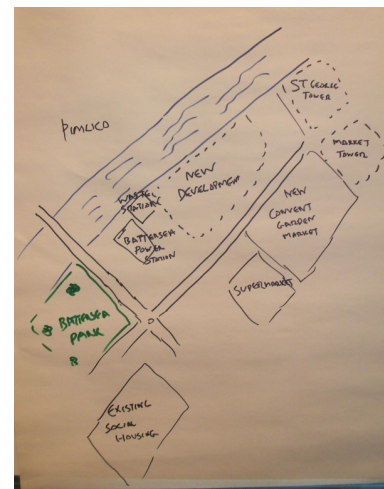 ST GEORGE
TOWER
PIMLICO
MARKET
TOWER
NEW
DEVELOPMENT
WASTE
STATION
NEW
CONVENT
GARDEN
MARKET
BATTERSEA
POWER
STATION
SUPERMARKET
BATTERSEA
PARK
EXISTING
SOCIAL
HOUSING